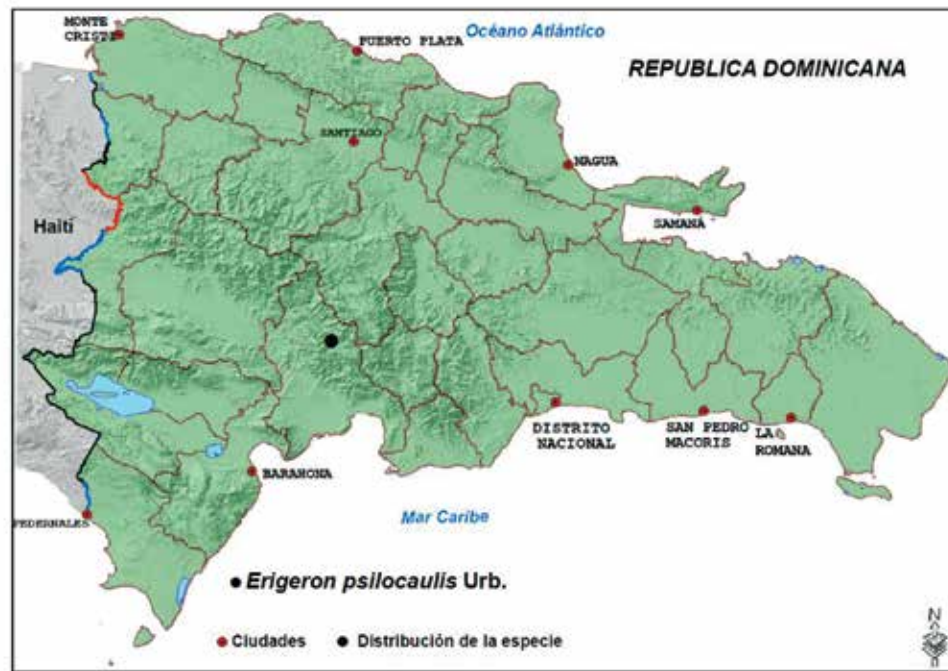 MONTE
CRISTI
PUERTO PLATA
Océano Atlántico
REPUBLICA DOMINICANA
SANTIAGO
NAGUA
SAMANA
Haití
DISTRITO
NACIONAL
SAN PEDRO
MACORIS
LA
ROMANA
BARAHONA
PEDERNALES
Mar Caribe
Erigeron psilocaulis Urb.
Ciudades
Distribución de la especie
N